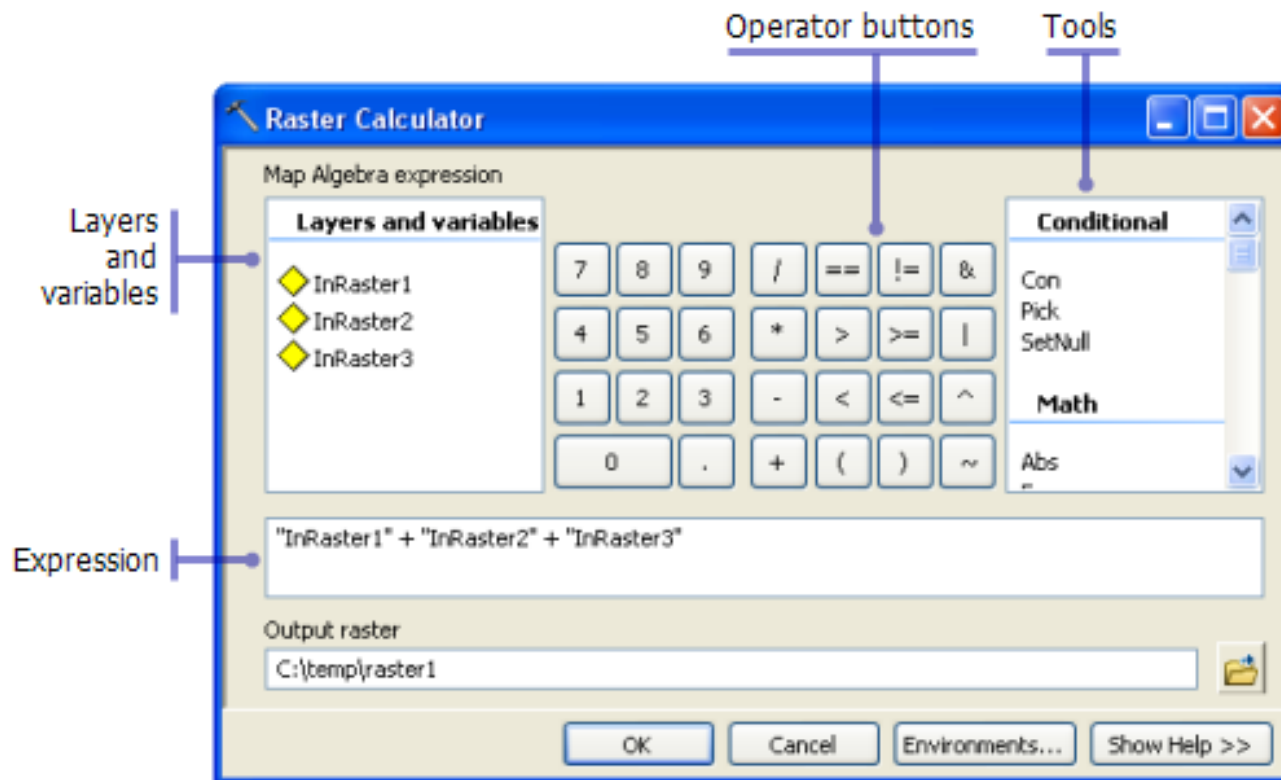 Operator buttons
Tools
Raster Calculator
Map Algebra expression
Layers and variables
Layers and variables
InRaster1
InRaster2
InRaster3
7 8 9 / == != &
4 5 6 * > >= |
1 2 3 - < <= ^
0 . + ( ) ~
Conditional
Con
Pick
SetNull
Math
Abs
Expression
"InRaster1" + "InRaster2" + "InRaster3"
Output raster
C:\temp\raster1
OK
Cancel
Environments...
Show Help >>